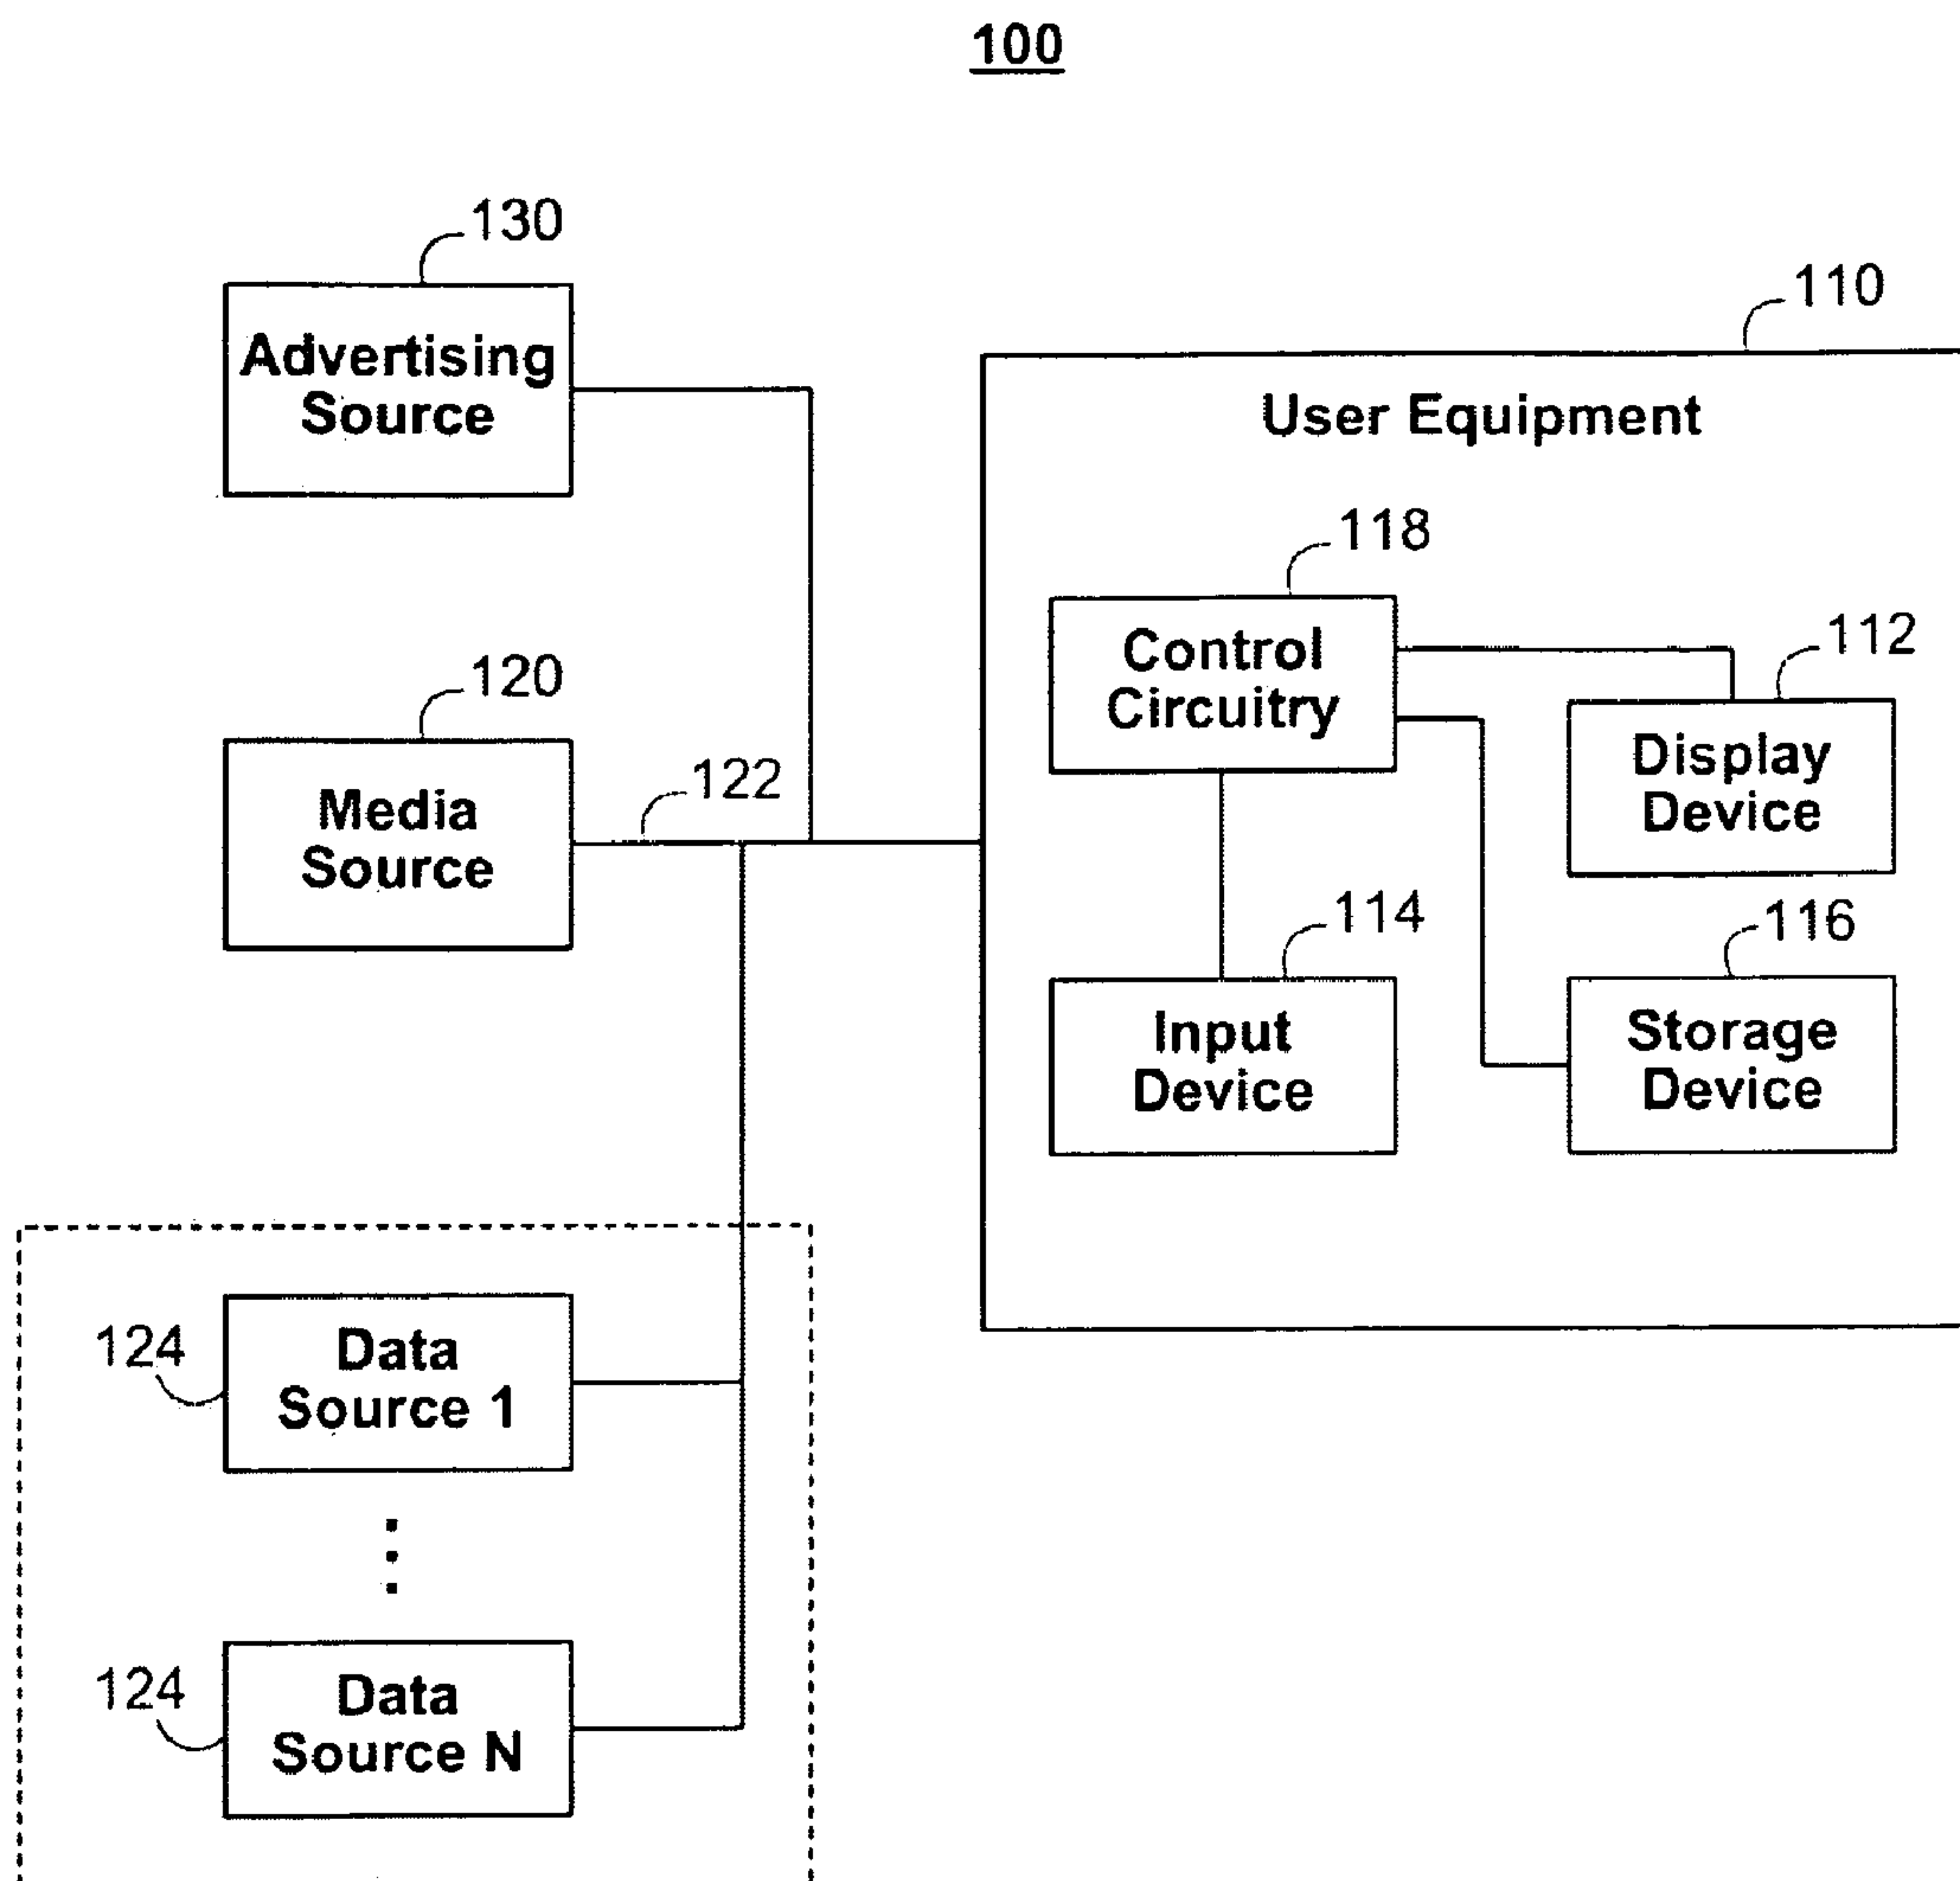 100
130
Advertising
Source
110
User Equipment
118
Control
Circuitry
112
Display
Device
120
Media
Source
122
114
Input
Device
116
Storage
Device
124
Data
Source 1
124
Data
Source N